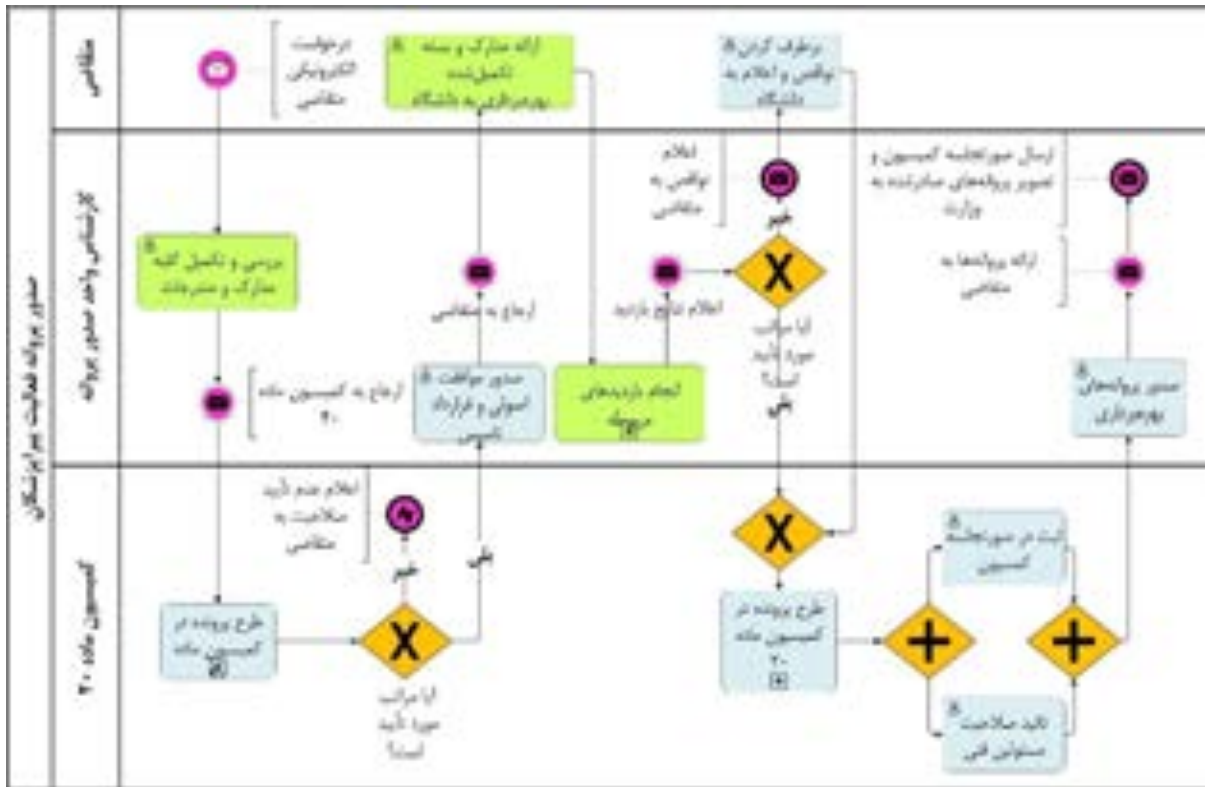 صدور پروانه فعالیت پیراپزشکان
متقاضی
کارشناس واحد صدور پروانه
کمیسیون ماده ۲۰
درخواست
الکترونیکی
متقاضی
ارائه مدارک و بسته
تکمیل‌شده
بهره‌برداری به دانشگاه
برطرف کردن
نواقص و اعلام به
دانشگاه
بررسی و تکمیل کلیه
مدارک و مندرجات
ارجاع به کمیسیون ماده
۲۰
ارجاع به متقاضی
صدور موافقت
اصولی و قرارداد
تاسیس
انجام بازدیدهای
مربوطه
اعلام نتایج بازدید
اعلام
نواقص به
متقاضی
خیر
آیا مراتب
مورد تأیید
است؟
بلی
ارسال صورتجلسه کمیسیون و
تصویر پروانه‌های صادرشده به
وزارت
ارائه پروانه‌ها به
متقاضی
صدور پروانه‌های
بهره‌برداری
طرح پرونده در
کمیسیون ماده
اعلام عدم تأیید
صلاحیت به
متقاضی
خیر
بلی
آیا مراتب
مورد تأیید
است؟
طرح پرونده در
کمیسیون ماده
۲۰
ثبت در صورتجلسه
کمیسیون
تائید صلاحیت
مسئولین فنی